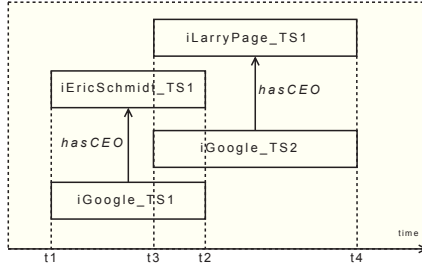 iLarryPage_TS1
iEricSchmidt_TS1
hasCEO
hasCEO
iGoogle_TS2
iGoogle_TS1
time
t1 t3 t2 t4